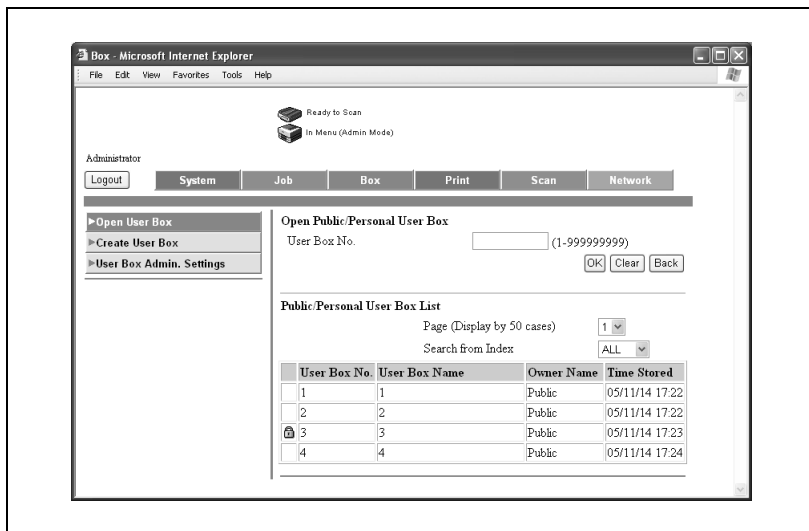 Box - Microsoft Internet Explorer
File Edit View Favorites Tools Help
Ready to Scan
In Menu (Admin Mode)
Administrator
Logout System Job Box Print Scan Network
Open User Box
Create User Box
User Box Admin. Settings
Open Public/Personal User Box
User Box No. (1-999999999)
OK Clear Back
Public/Personal User Box List
Page (Display by 50 cases) 1
Search from Index ALL
User Box No. User Box Name Owner Name Time Stored
1 1 Public 05/11/14 17:22
2 2 Public 05/11/14 17:22
3 3 Public 05/11/14 17:23
4 4 Public 05/11/14 17:24